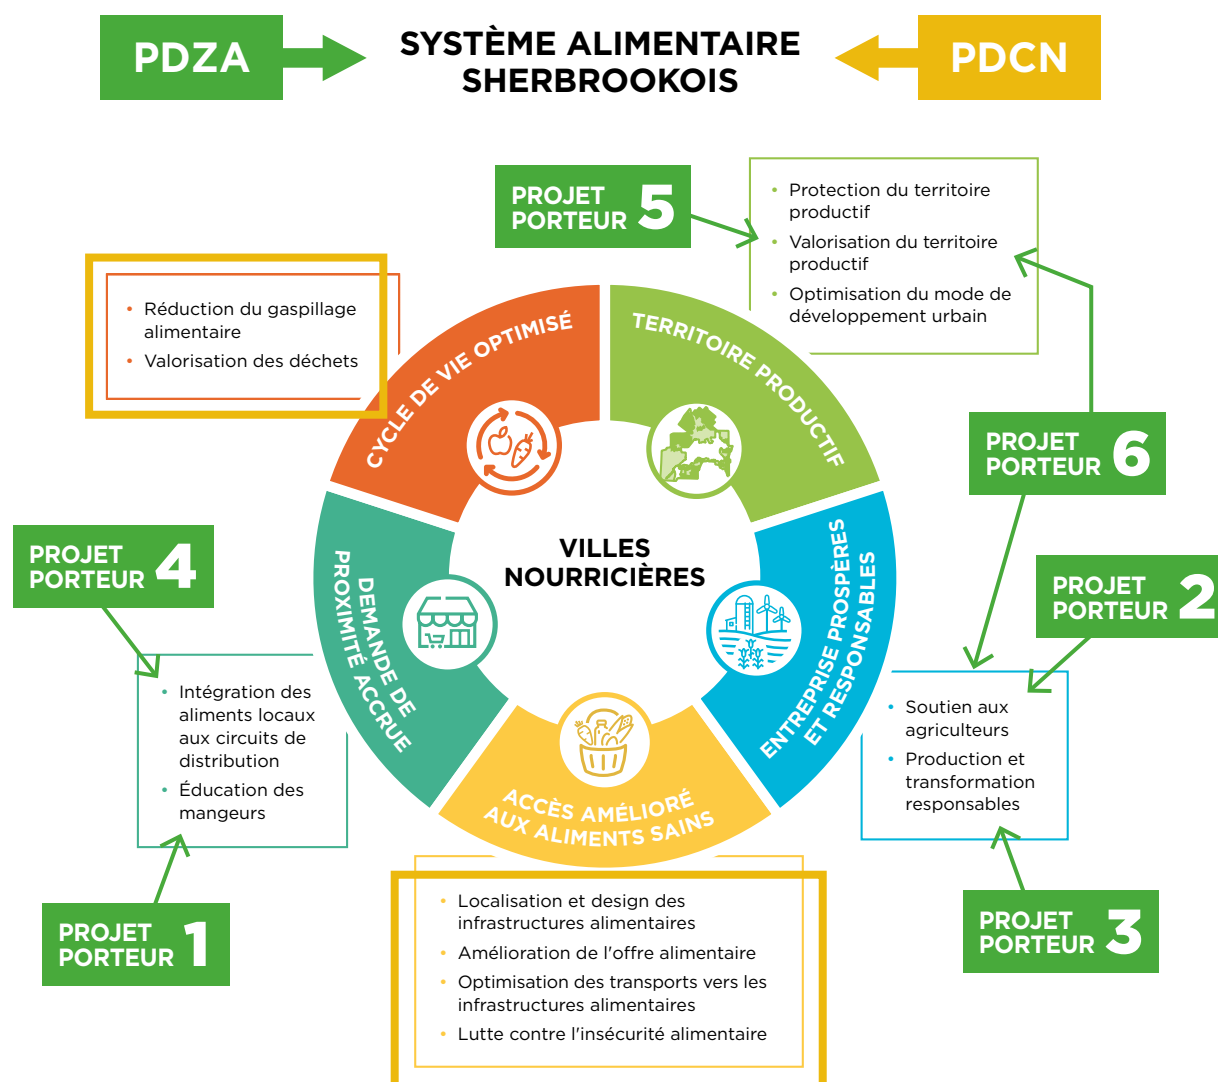 PDZA
SYSTÈME ALIMENTAIRE
SHERBROOKOIS
PDCN
PROJET
PORTEUR 5
• Protection du territoire
productif
• Valorisation du territoire
productif
• Optimisation du mode de
développement urbain
• Réduction du gaspillage
alimentaire
• Valorisation des déchets
CYCLE DE VIE OPTIMISÉ
TERRITOIRE PRODUCTIF
PROJET
PORTEUR 6
VILLES
NOURRICIÈRES
ENTREPRISE PROSPÈRES
ET RESPONSABLES
DEMANDE DE
PROXIMITÉ ACCRUE
PROJET
PORTEUR 4
PROJET
PORTEUR 2
• Intégration des
aliments locaux
aux circuits de
distribution
• Éducation des
mangeurs
• Soutien aux
agriculteurs
• Production et
transformation
responsables
ACCÈS AMÉLIORÉ
AUX ALIMENTS SAINS
PROJET
PORTEUR 1
• Localisation et design des
infrastructures alimentaires
• Amélioration de l'offre alimentaire
• Optimisation des transports vers les
infrastructures alimentaires
• Lutte contre l'insécurité alimentaire
PROJET
PORTEUR 3